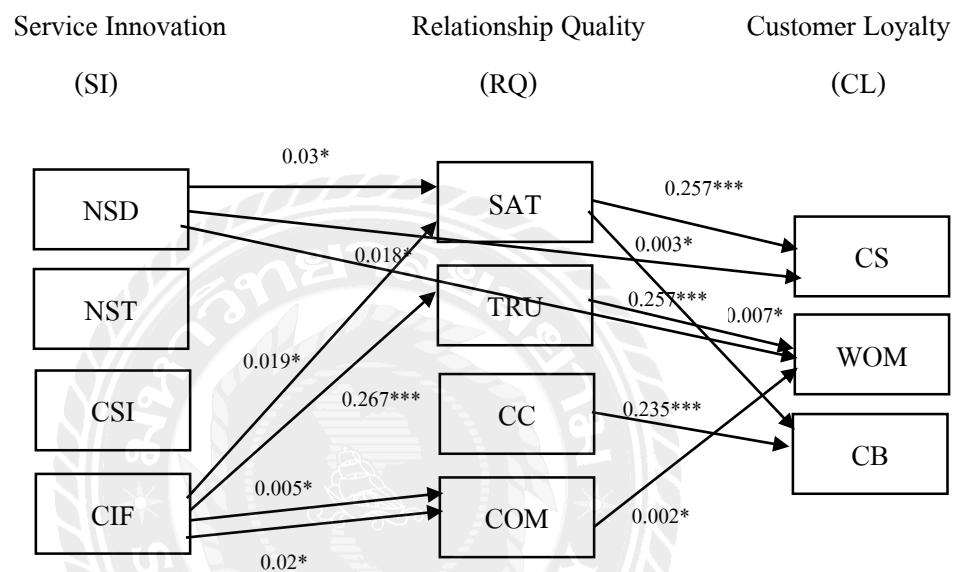 Service Innovation
Relationship Quality
Customer Loyalty
(SI)
(RQ)
(CL)
0.03*
NSD
SAT
0.257***
0.003*
CS
0.018*
NST
TRU
0.257***
0.007*
WOM
0.019*
0.267***
CSI
CC
0.235***
CB
0.005*
CIF
COM
0.002*
0.02*